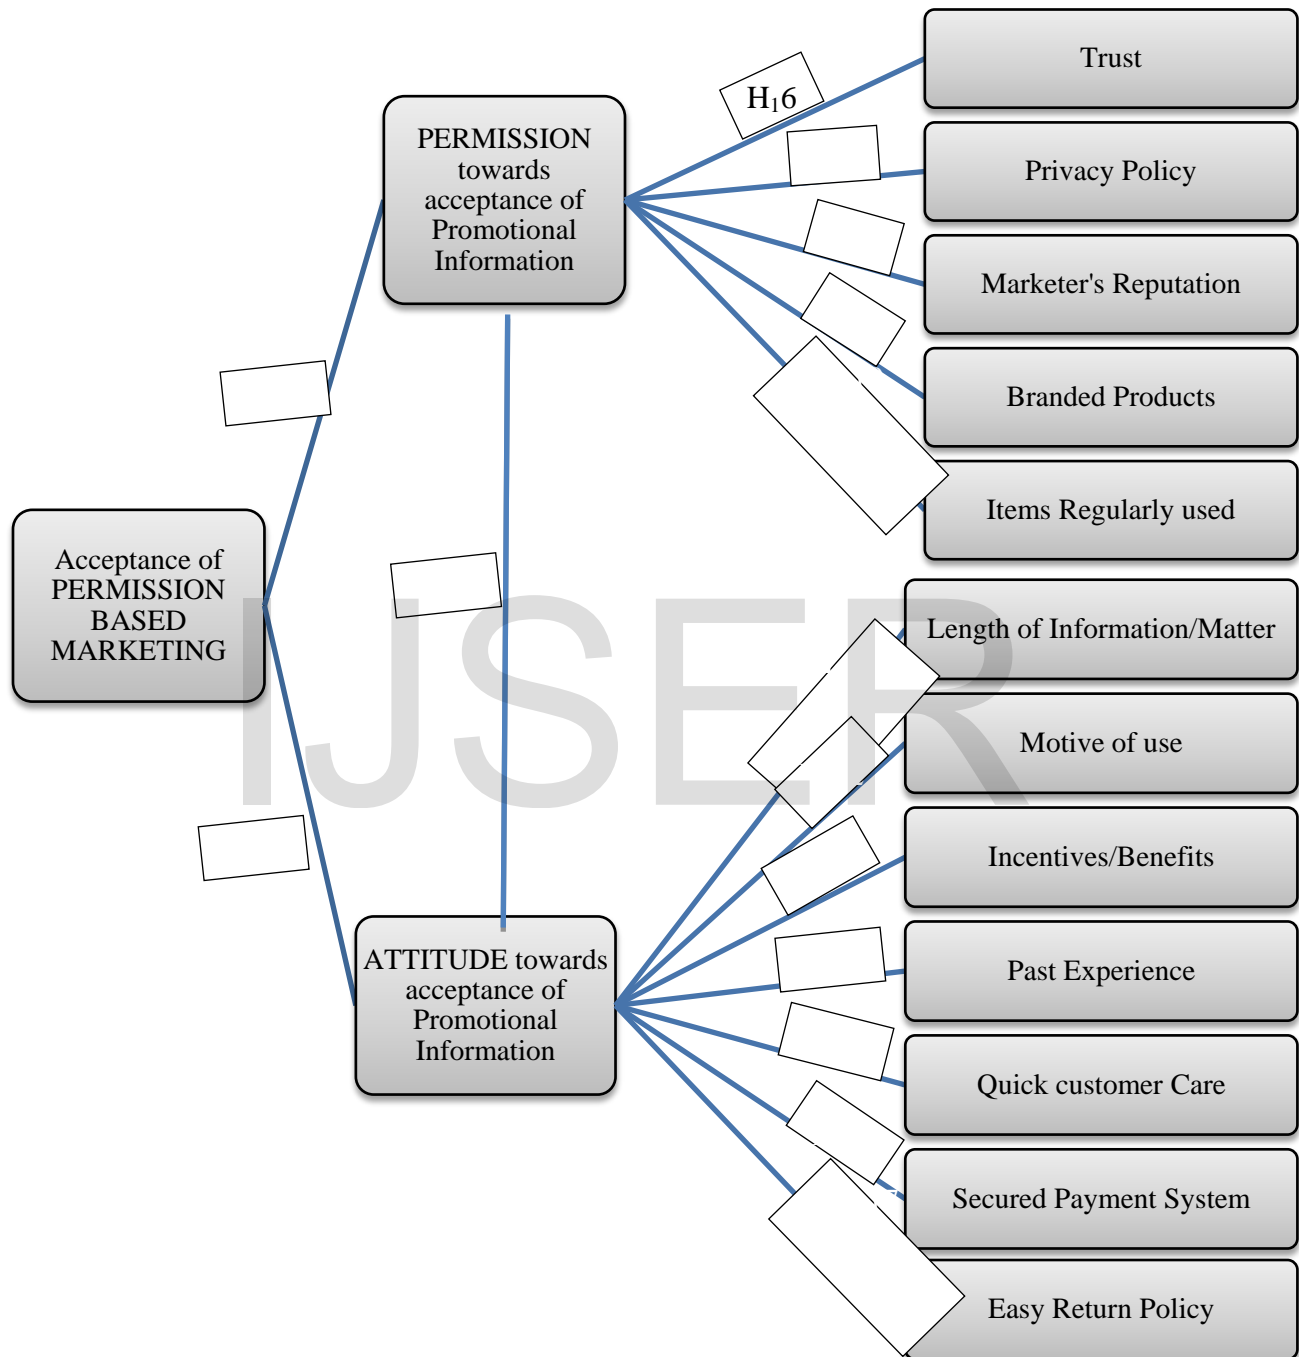 Trust
H₁6
PERMISSION
towards
acceptance of
Promotional
Information
Privacy Policy
Marketer's Reputation
Branded Products
Items Regularly used
Acceptance of
PERMISSION
BASED
MARKETING
IJSER
Length of Information/Matter
Motive of use
Incentives/Benefits
ATTITUDE towards
acceptance of
Promotional
Information
Past Experience
Quick customer Care
Secured Payment System
Easy Return Policy